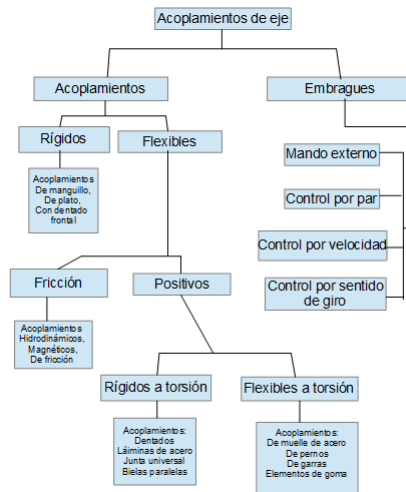 Acoplamientos de eje
Acoplamientos
Embragues
Rígidos
Flexibles
Mando externo
Acoplamientos
De manguillo,
De plato,
Con dentado
frontal
Control por par
Control por velocidad
Fricción
Positivos
Control por sentido
de giro
Acoplamientos
Hidrodinámicos,
Magnéticos,
De fricción
Rígidos a torsión
Flexibles a torsión
Acoplamientos:
Dentados
Láiminas de acero
Junta universal
Bielas paralelas
Acoplamientos:
De muelle de acero
De pernos
De garras
Elementos de goma